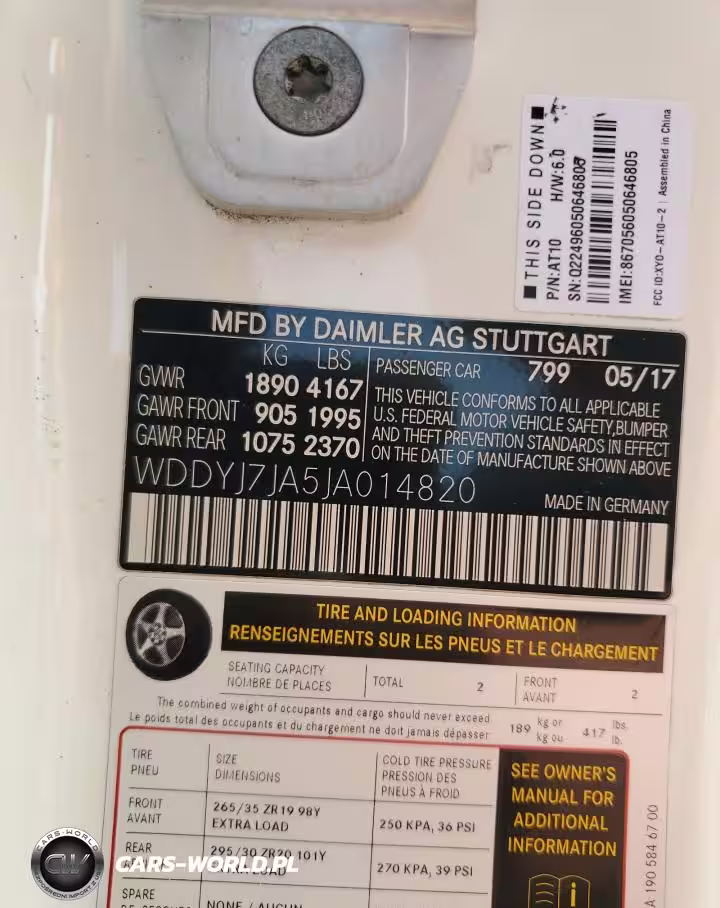 THIS SIDE DOWN
P/N:AT10 H/W:6.0
SN:Q22496050646805
IMEI:867056050646805
FCC ID:XYO-AT10-2 | Assembled in China
MFD BY DAIMLER AG STUTTGART
KG LBS
GVWR 1890 4167
GAWR FRONT 905 1995
GAWR REAR 1075 2370
PASSENGER CAR 799 05/17
THIS VEHICLE CONFORMS TO ALL APPLICABLE
U.S. FEDERAL MOTOR VEHICLE SAFETY,BUMPER
AND THEFT PREVENTION STANDARDS IN EFFECT
ON THE DATE OF MANUFACTURE SHOWN ABOVE
WDDYJ7JA5JA014820
MADE IN GERMANY
TIRE AND LOADING INFORMATION
RENSEIGNEMENTS SUR LES PNEUS ET LE CHARGEMENT
SEATING CAPACITY
NOMBRE DE PLACES
TOTAL 2
FRONT
AVANT
2
The combined weight of occupants and cargo should never exceed
Le poids total des occupants et du chargement ne doit jamais dépasser
189 kg or
kg ou
417 lbs.
lb.
TIRE
PNEU
SIZE
DIMENSIONS
COLD TIRE PRESSURE
PRESSION DES
PNEUS À FROID
FRONT
AVANT
265/35 ZR19 98Y
EXTRA LOAD
250 KPA, 36 PSI
REAR
295/30 ZR20 101Y
270 KPA, 39 PSI
SPARE
NONE / AUCUN
SEE OWNER'S
MANUAL FOR
ADDITIONAL
INFORMATION
A 190 584 67 00
CARS-WORLD
CW
CARS-WORLD.PL